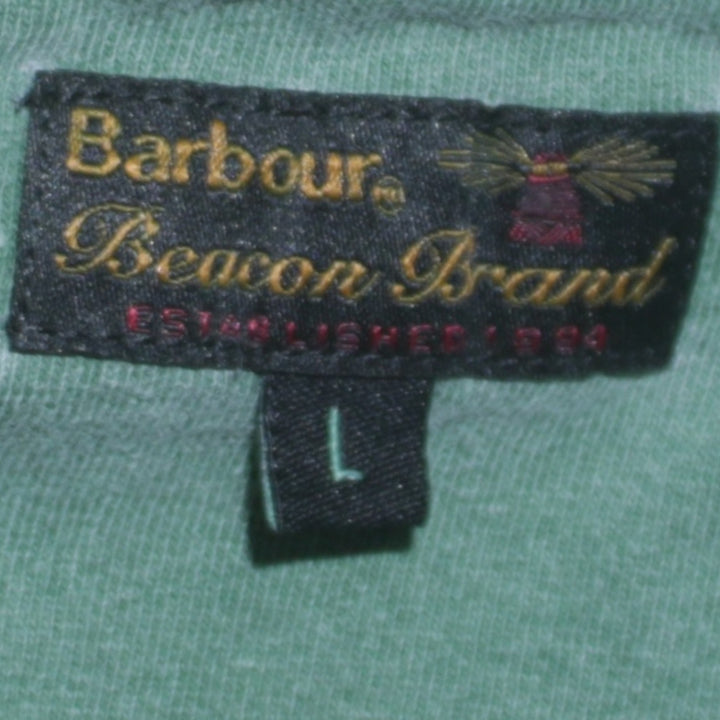 Barbour
Beacon Brand
ESTABLISHED 1894
L